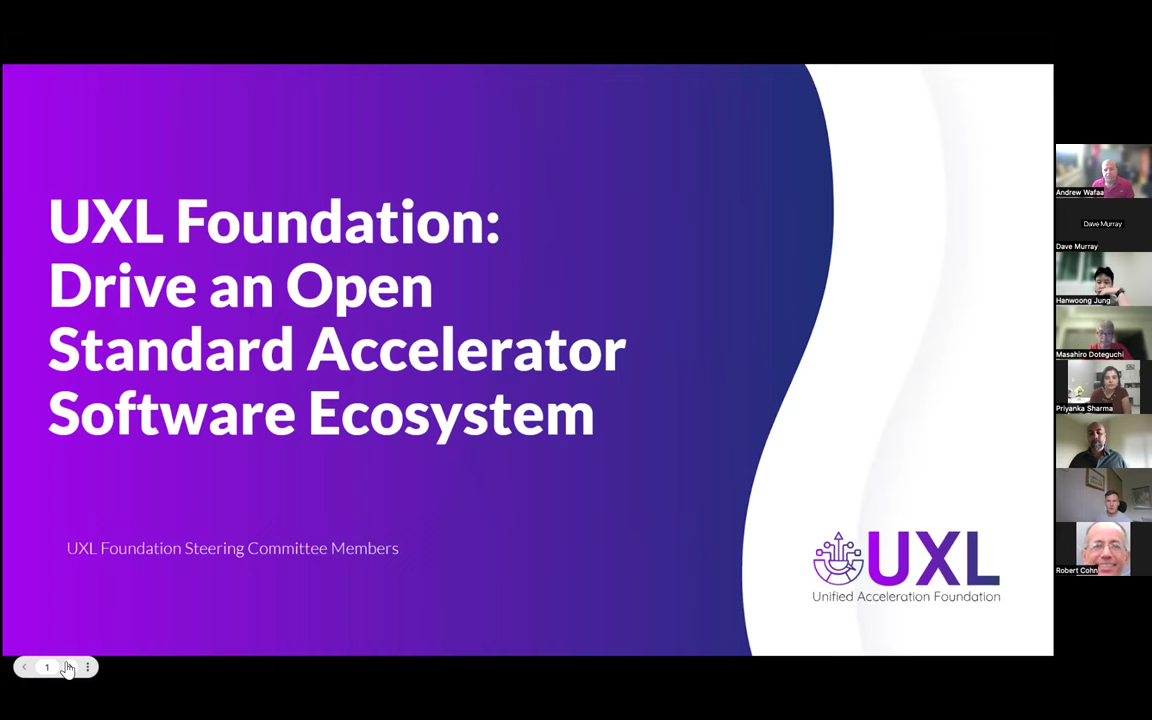 UXL Foundation:
Drive an Open
Standard Accelerator
Software Ecosystem
UXL Foundation Steering Committee Members
UXL
Unified Acceleration Foundation
1
Andrew Wafaa
Dave Murray
Dave Murray
Hanwoong Jung
Masahiro Doteguchi
Priyanka Sharma
Robert Cohn